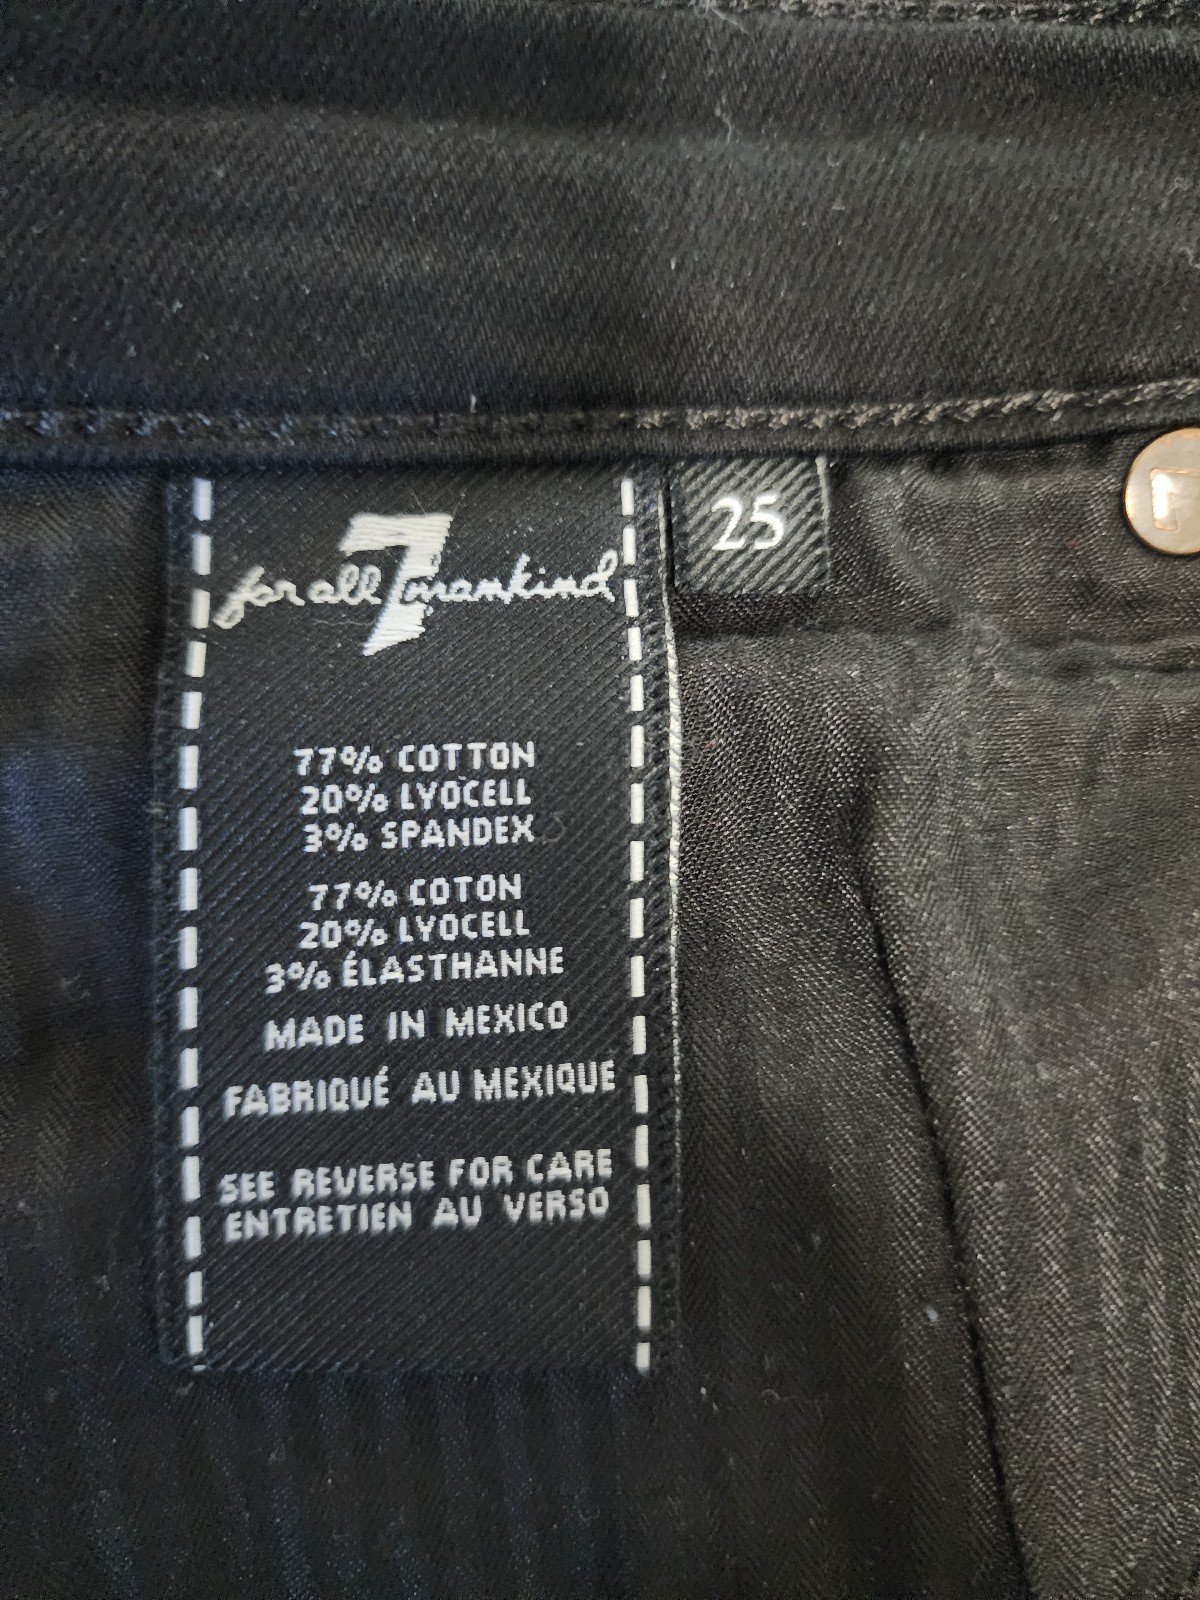 for all 7 mankind
25
77% COTTON
20% LYOCELL
3% SPANDEX
77% COTON
20% LYOCELL
3% ÉLASTHANNE
MADE IN MEXICO
FABRIQUÉ AU MEXIQUE
SEE REVERSE FOR CARE
ENTRETIEN AU VERSO